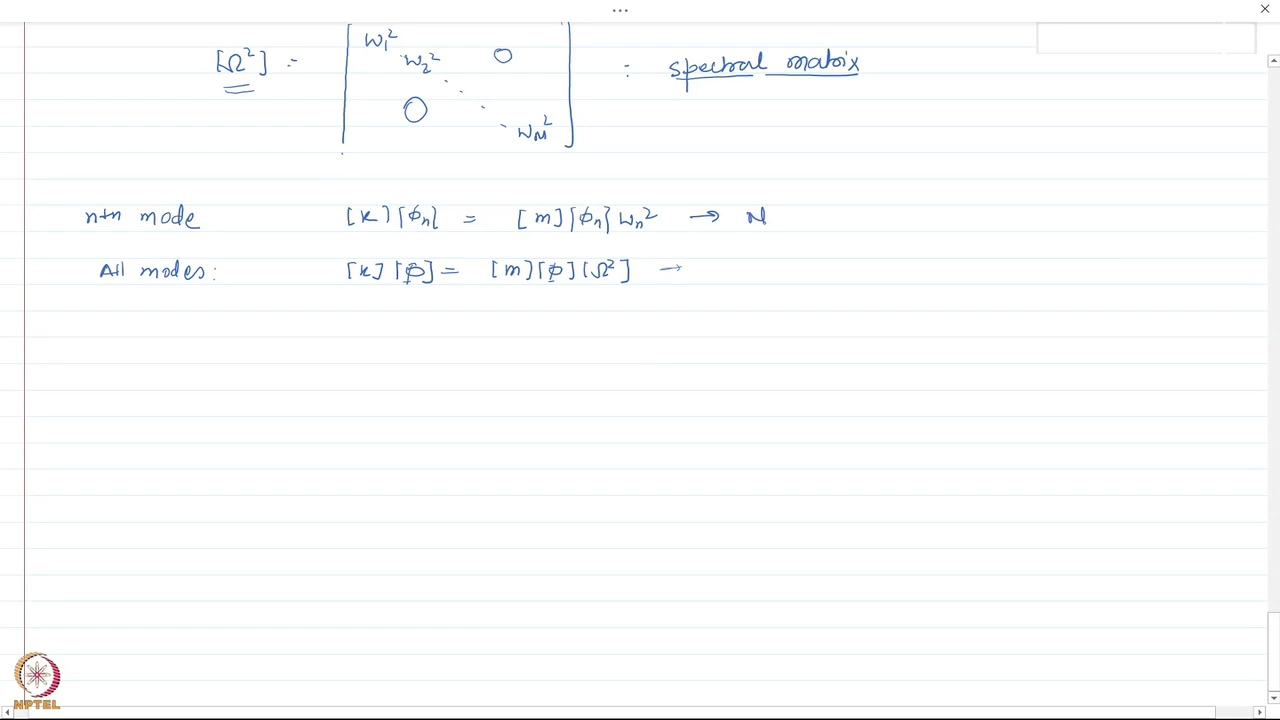 [Ω²] = [ω₁² ω₂² 0 0 ... ω_N²] : spectral matrix
nth mode [k]{ϕn} = [m]{ϕn}ωn² → N
All modes: [k][Φ] = [m][Φ][Ω²] →
NPTEL